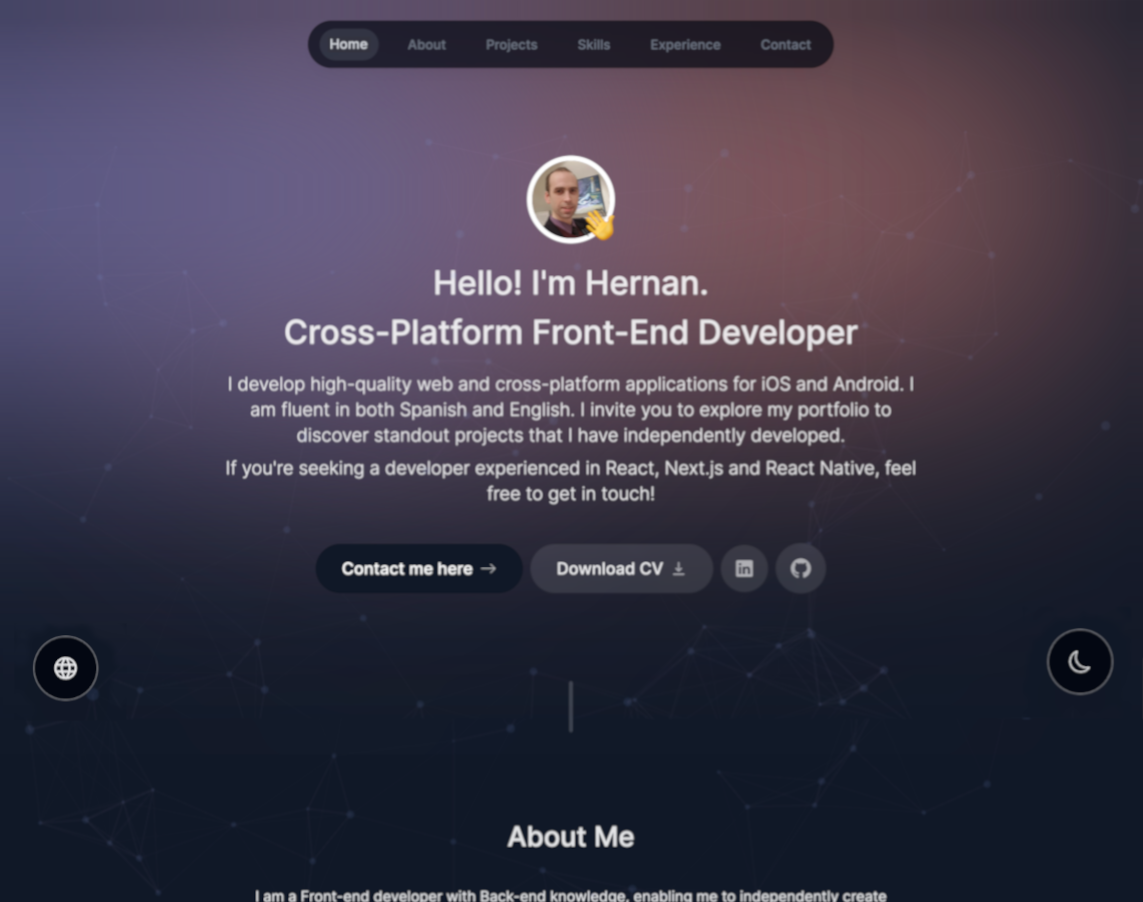 Home About Projects Skills Experience Contact
Hello! I'm Hernan.
Cross-Platform Front-End Developer
I develop high-quality web and cross-platform applications for iOS and Android. I
am fluent in both Spanish and English. I invite you to explore my portfolio to
discover standout projects that I have independently developed.
If you're seeking a developer experienced in React, Next.js and React Native, feel
free to get in touch!
Contact me here → Download CV in
About Me
I am a Front-end developer with Back-end knowledge, enabling me to independently create